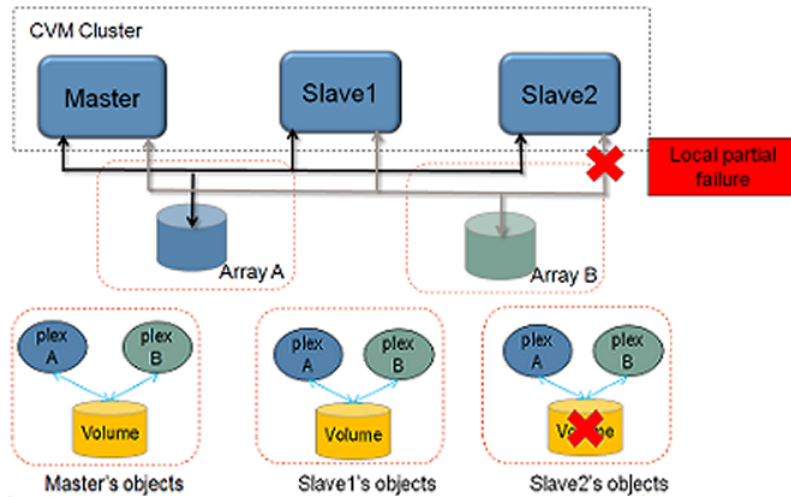 CVM Cluster
Master
Slave1
Slave2
Local partial
failure
Array A
Array B
plex
A
plex
B
Volume
plex
A
plex
B
Volume
plex
A
plex
B
Volume
Master's objects
Slave1's objects
Slave2's objects